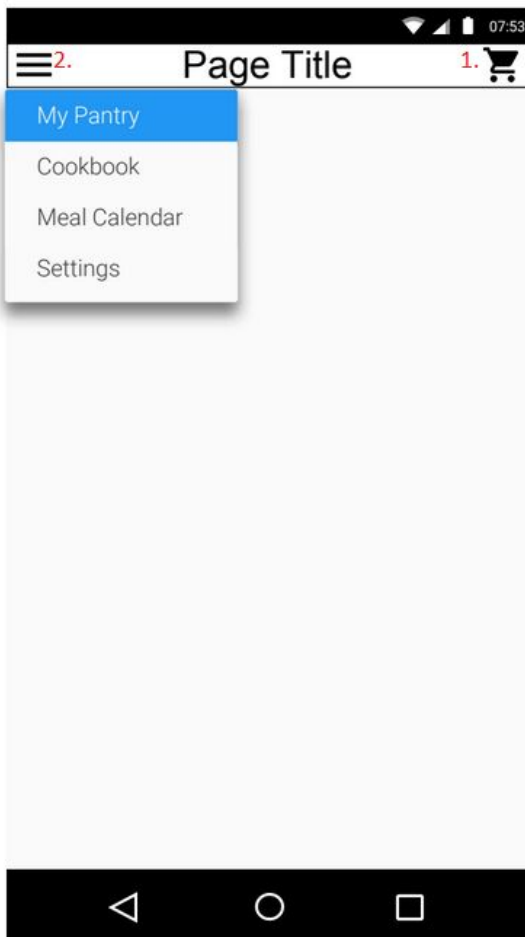 07:53
2. Page Title 1.
My Pantry
Cookbook
Meal Calendar
Settings